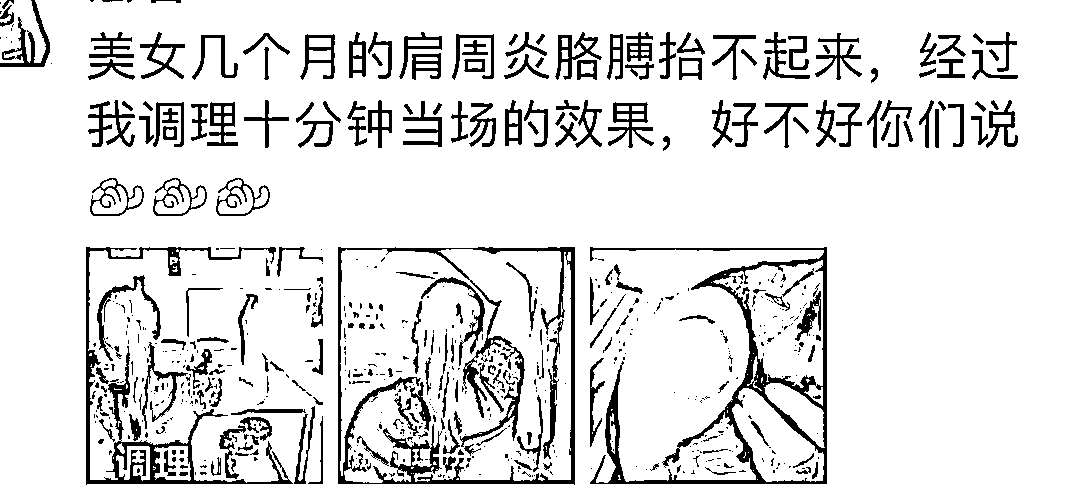 美女几个月的肩周炎胳膊抬不起来，经过
我调理十分钟当场的效果，好不好你们说
调理前